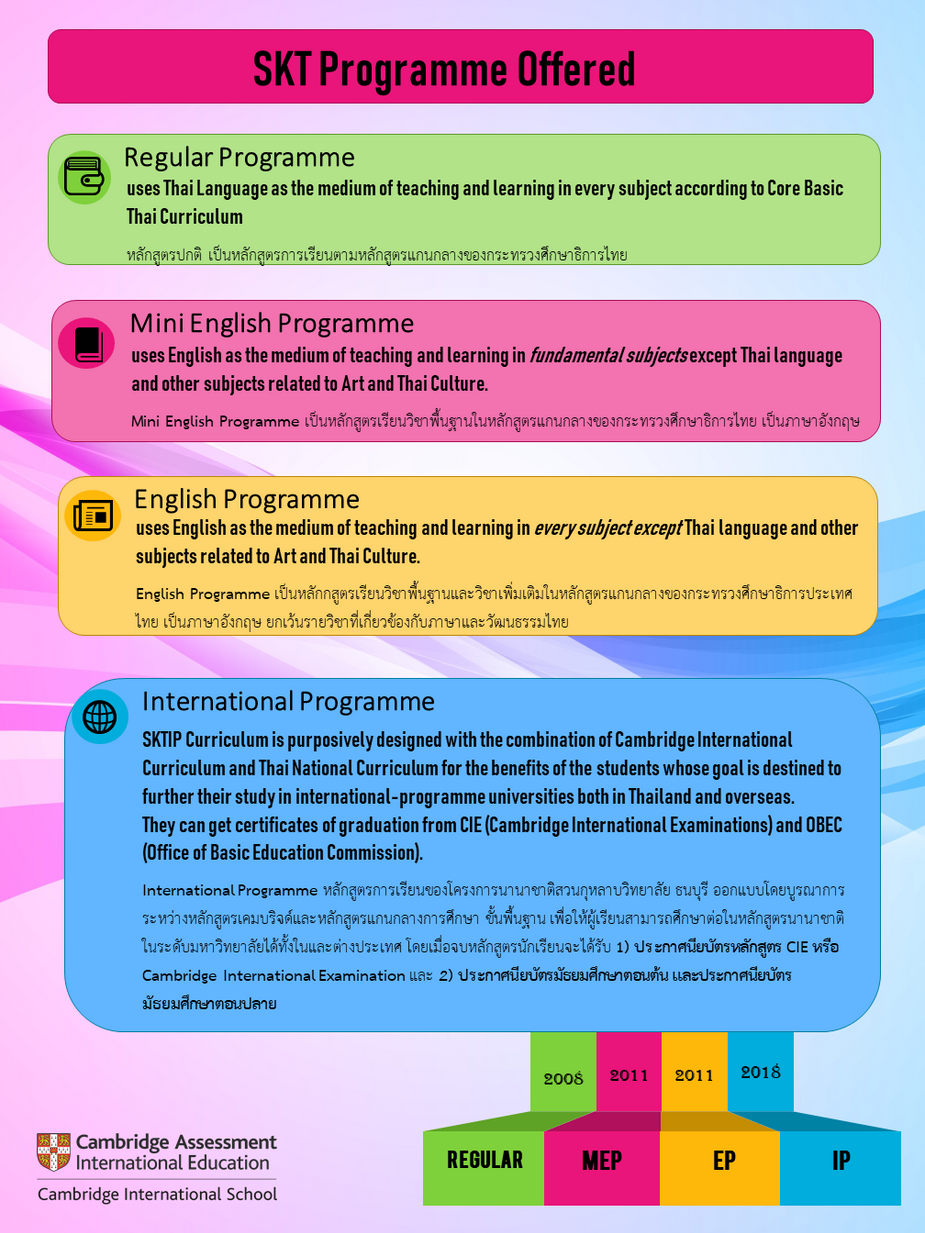 SKT Programme Offered
Regular Programme
uses Thai Language as the medium of teaching and learning in every subject according to Core Basic
Thai Curriculum
หลักสูตรปกติ เป็นหลักสูตรการเรียนตามหลักสูตรแกนกลางของกระทรวงศึกษาธิการไทย
Mini English Programme
uses English as the medium of teaching and learning in fundamental subjects except Thai language
and other subjects related to Art and Thai Culture.
Mini English Programme เป็นหลักสูตรเรียนวิชาพื้นฐานในหลักสูตรแกนกลางของกระทรวงศึกษาธิการไทย เป็นภาษาอังกฤษ
English Programme
uses English as the medium of teaching and learning in every subject except Thai language and other
subjects related to Art and Thai Culture.
English Programme เป็นหลักกสูตรเรียนวิชาพื้นฐานและวิชาเพิ่มเติมในหลักสูตรแกนกลางของกระทรวงศึกษาธิการประเทศ
ไทย เป็นภาษาอังกฤษ ยกเว้นรายวิชาที่เกี่ยวข้องกับภาษาและวัฒนธรรมไทย
International Programme
SKTIP Curriculum is purposively designed with the combination of Cambridge International
Curriculum and Thai National Curriculum for the benefits of the students whose goal is destined to
further their study in international-programme universities both in Thailand and overseas.
They can get certificates of graduation from CIE (Cambridge International Examinations) and OBEC
(Office of Basic Education Commission).
International Programme หลักสูตรการเรียนของโครงการนานาชาติสวนกุหลาบวิทยาลัย ธนบุรี ออกแบบโดยบูรณาการ
ระหว่างหลักสูตรเคมบริจด์และหลักสูตรแกนกลางการศึกษา ขั้นพื้นฐาน เพื่อให้ผู้เรียนสามารถศึกษาต่อในหลักสูตรนานาชาติ
ในระดับมหาวิทยาลัยได้ทั้งในและต่างประเทศ โดยเมื่อจบหลักสูตรนักเรียนจะได้รับ 1) ประกาศนียบัตรหลักสูตร CIE หรือ
Cambridge International Examination และ 2) ประกาศนียบัตรมัธยมศึกษาตอนต้น และประกาศนียบัตร
มัธยมศึกษาตอนปลาย
2008 2011 2011 2018
REGULAR MEP EP IP
Cambridge Assessment
International Education
Cambridge International School